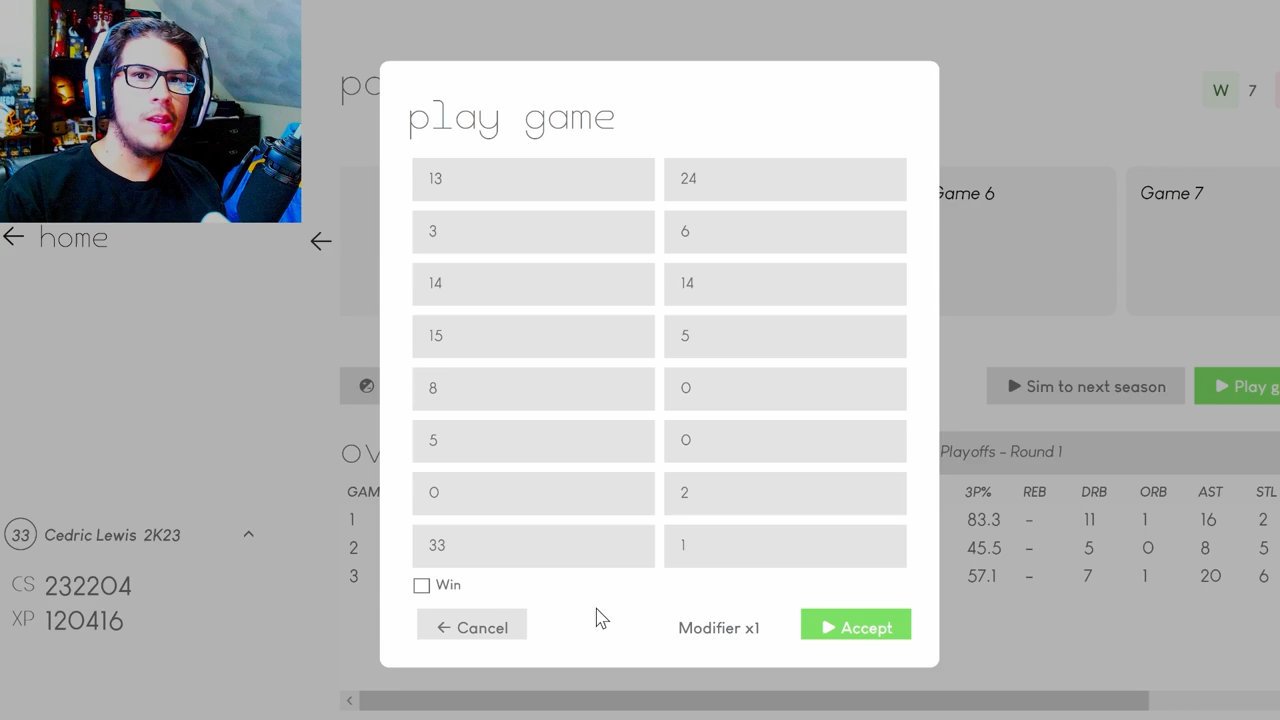 po
W 7
play game
13 24
3 6
14 14
15 5
8 0
5 0
0 2
33 1
Win
← Cancel
Modifier x1
Accept
← home
←
Game 6
Game 7
Sim to next season
Play g
ov
Playoffs - Round 1
GAM 3P% REB DRB ORB AST STL
1 83.3 - 11 1 16 2
2 45.5 - 5 0 8 5
3 57.1 - 7 1 20 6
33 Cedric Lewis 2K23
CS 232204
XP 120416